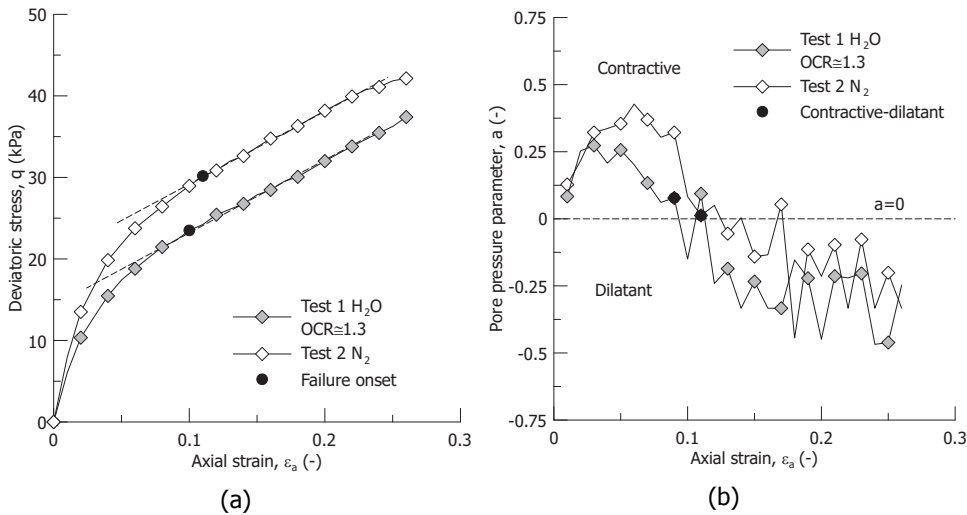 50
40
30
20
10
0
Deviatoric stress, q (kPa)
Test 1 H₂O
OCR≅1.3
Test 2 N₂
Failure onset
0
0.1
0.2
0.3
Axial strain, εₐ (-)
(a)
0.75
0.5
0.25
0
-0.25
-0.5
-0.75
Pore pressure parameter, a (-)
Contractive
Test 1 H₂O
OCR≅1.3
Test 2 N₂
Contractive-dilatant
a=0
Dilatant
0
0.1
0.2
0.3
Axial strain, εₐ (-)
(b)